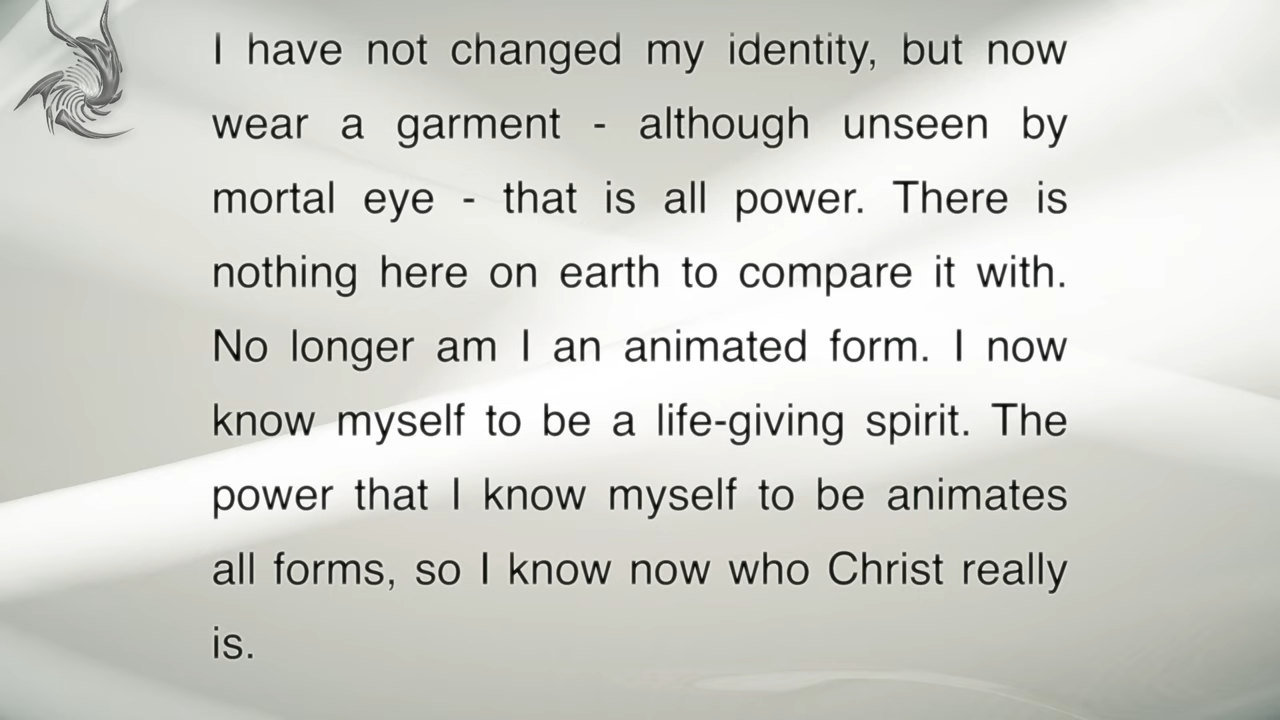 I have not changed my identity, but now
wear a garment - although unseen by
mortal eye - that is all power. There is
nothing here on earth to compare it with.
No longer am I an animated form. I now
know myself to be a life-giving spirit. The
power that I know myself to be animates
all forms, so I know now who Christ really
is.